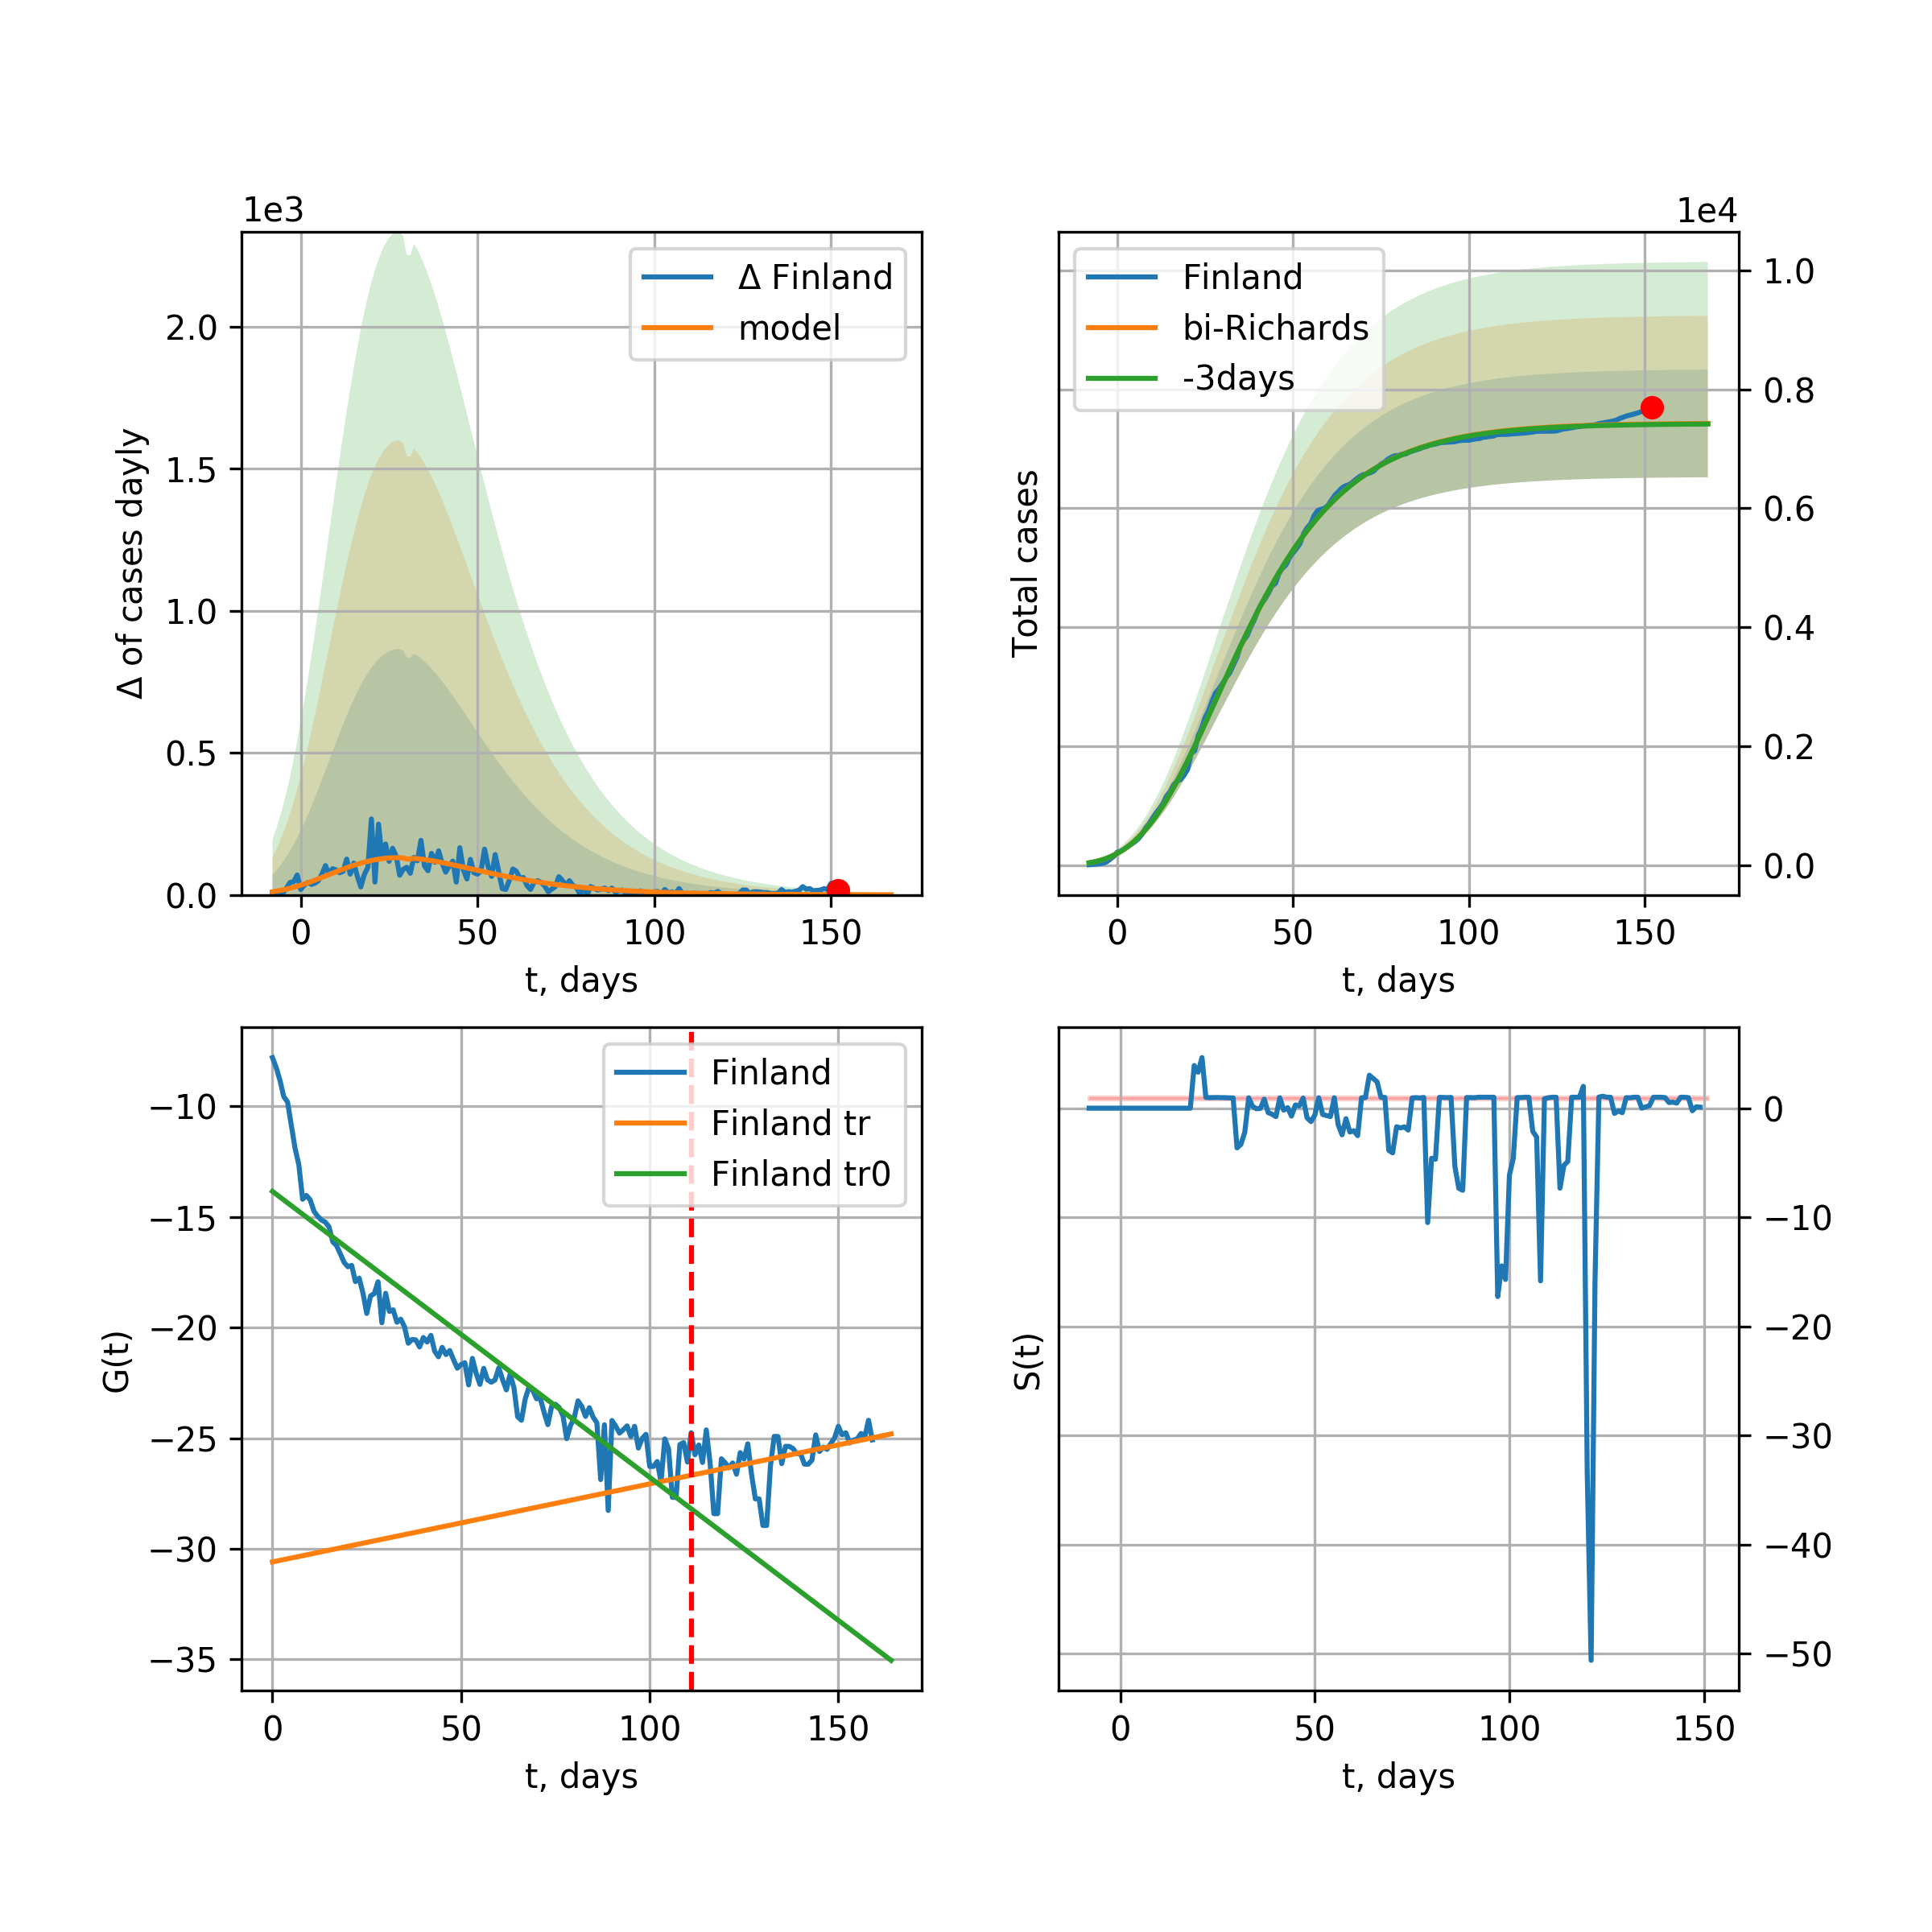 1e3
Δ of cases dayly
2.0
1.5
1.0
0.5
0.0
0 50 100 150
t, days
Δ Finland
model
1e4
Total cases
1.0
0.8
0.6
0.4
0.2
0.0
0 50 100 150
t, days
Finland
bi-Richards
-3days
G(t)
−10
−15
−20
−25
−30
−35
0 50 100 150
t, days
Finland
Finland tr
Finland tr0
S(t)
0
−10
−20
−30
−40
−50
0 50 100 150
t, days